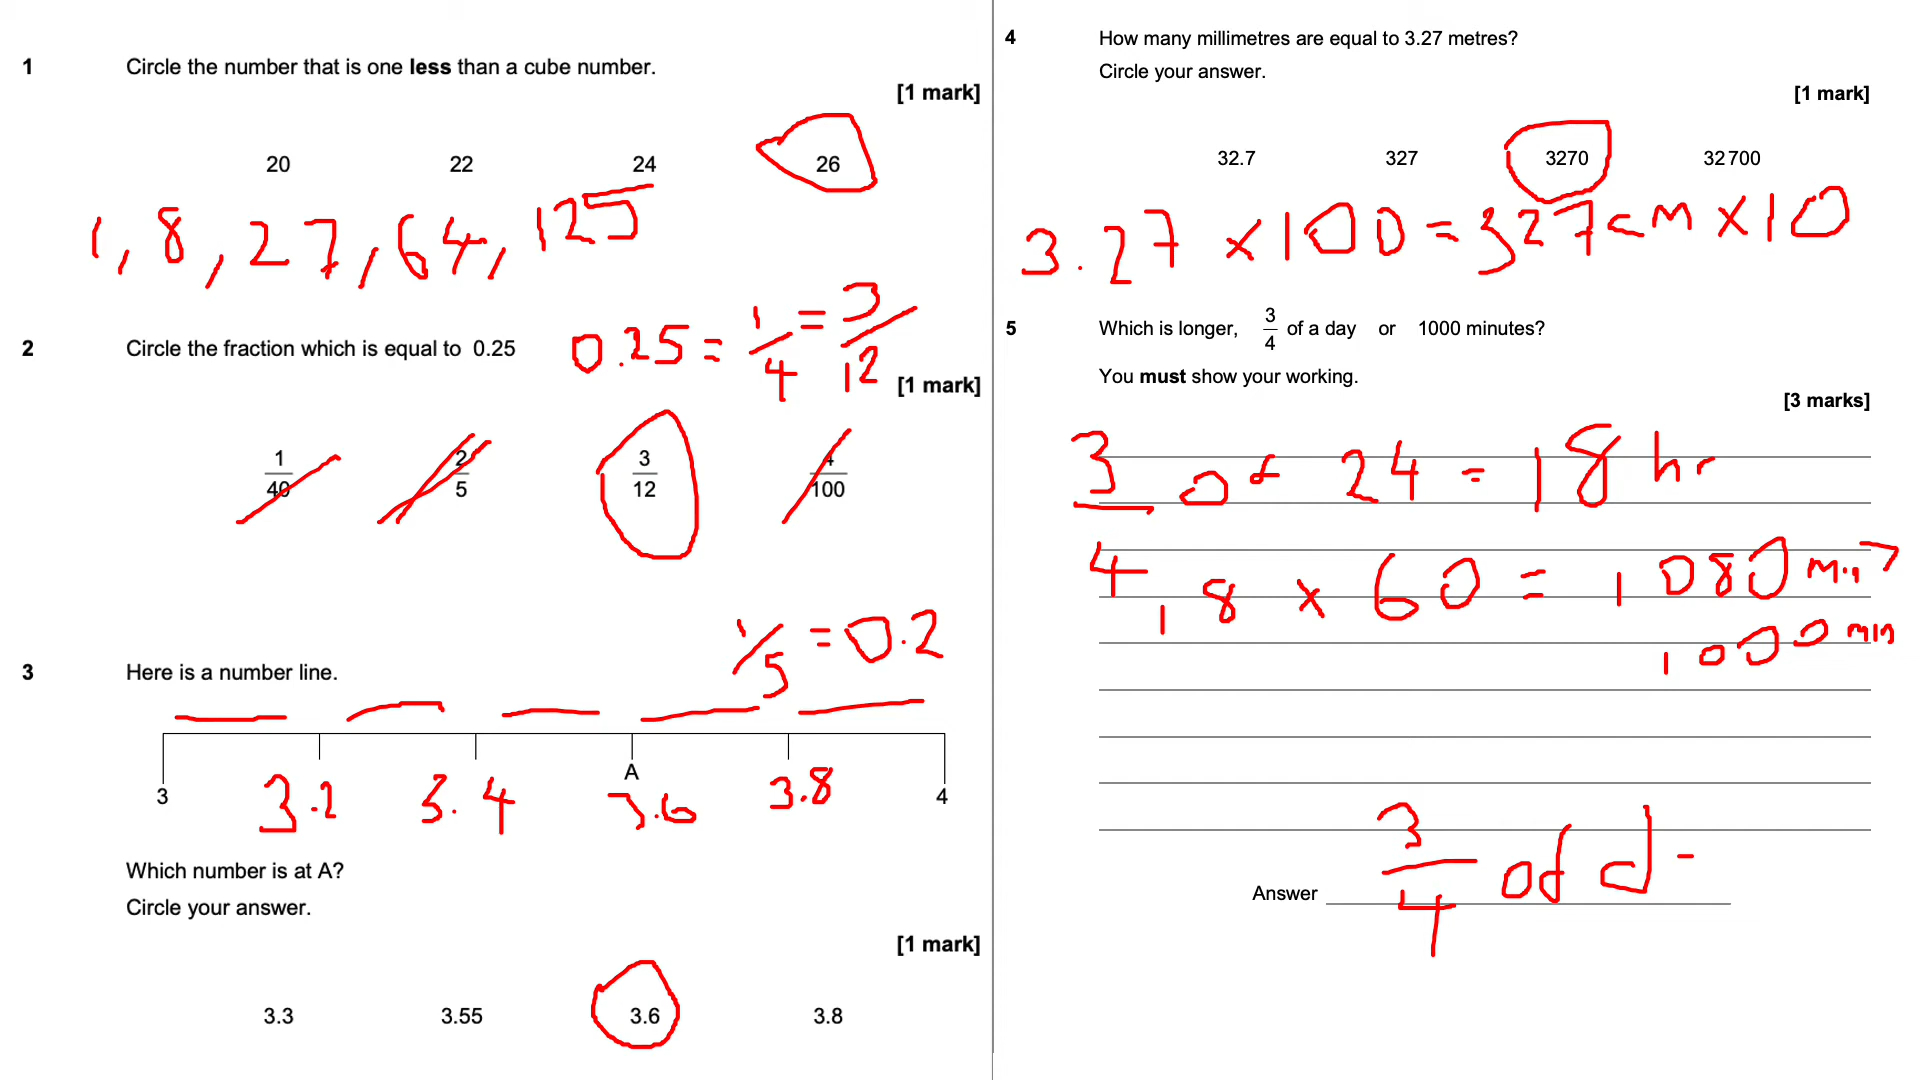 1 Circle the number that is one less than a cube number.
[1 mark]
20 22 24 26
1, 8, 27, 64, 125
2 Circle the fraction which is equal to 0.25
0.25 = 1/4 = 3/12
[1 mark]
1/40 2/5 3/12 4/100
1/5 = 0.2
3 Here is a number line.
A
3 3.2 3.4 3.6 3.8 4
Which number is at A?
Circle your answer.
[1 mark]
3.3 3.55 3.6 3.8
4 How many millimetres are equal to 3.27 metres?
Circle your answer.
[1 mark]
32.7 327 3270 32700
3.27 × 100 = 327cm × 10
5 Which is longer, 3/4 of a day or 1000 minutes?
You must show your working.
[3 marks]
3/4 of 24 = 18 hr
18 × 60 = 1080 min
1000 min
Answer 3/4 of d-